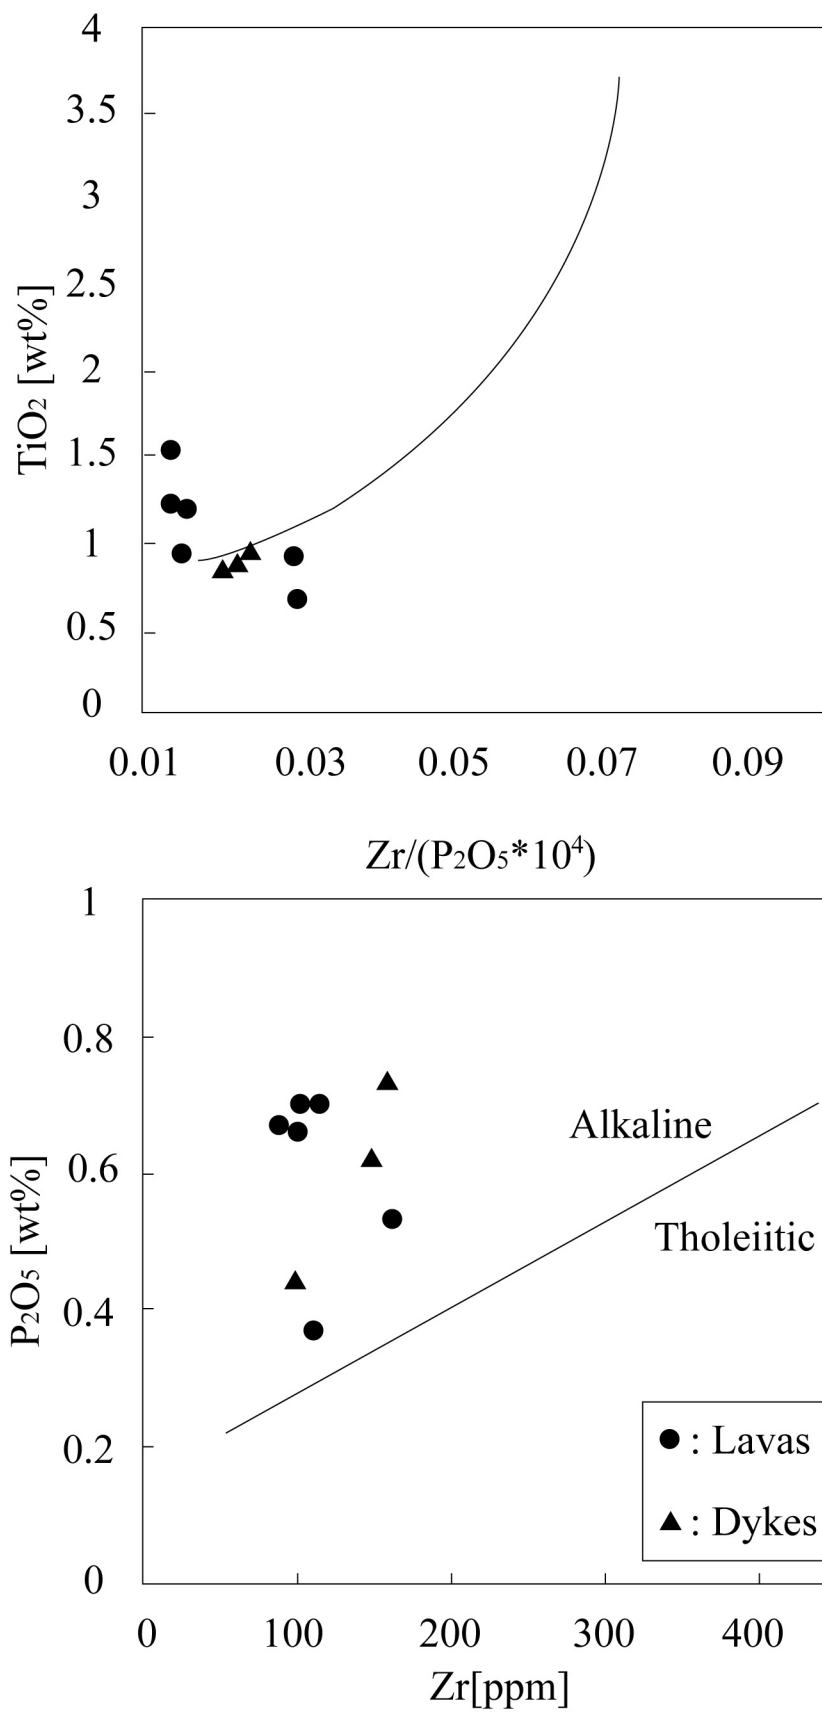 4
3.5
3
2.5
2
1.5
1
0.5
0
TiO₂ [wt%]
0.01 0.03 0.05 0.07 0.09
Zr/(P₂O₅*10⁴)
1
0.8
0.6
0.4
0.2
0
P₂O₅ [wt%]
Alkaline
Tholeiitic
: Lavas
: Dykes
0 100 200 300 400
Zr[ppm]